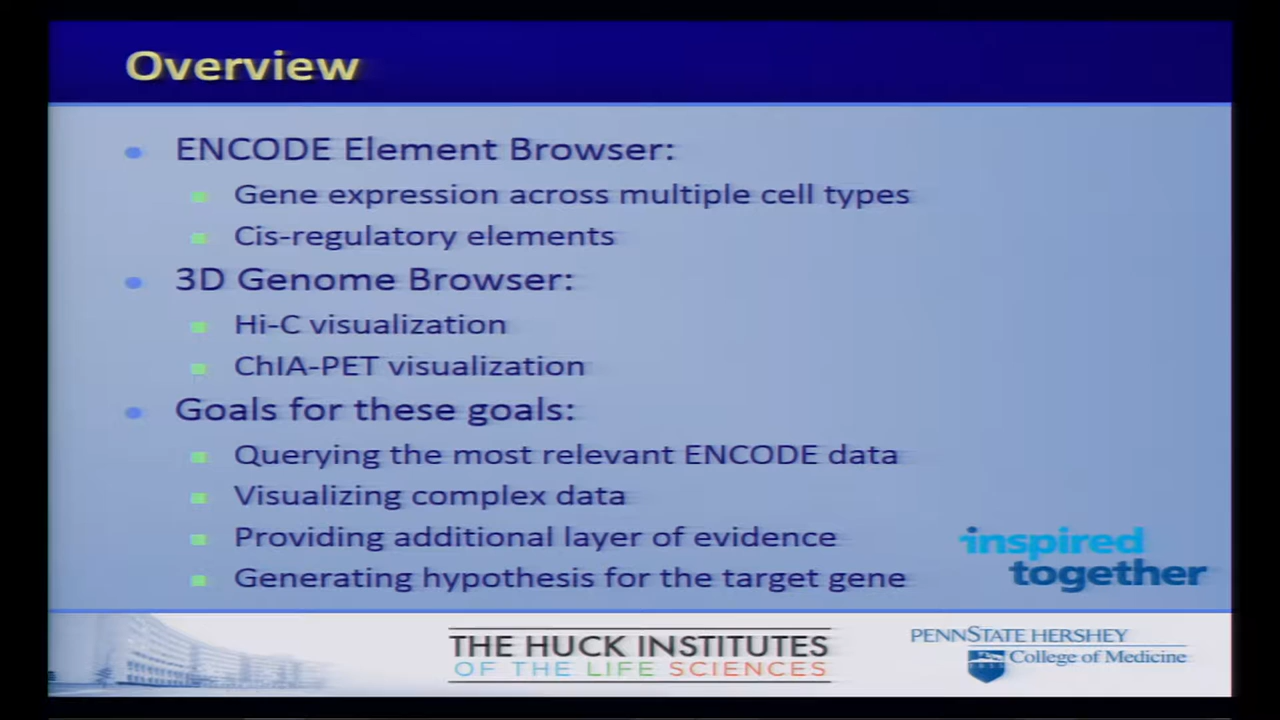 Overview
ENCODE Element Browser:
Gene expression across multiple cell types
Cis-regulatory elements
3D Genome Browser:
Hi-C visualization
ChIA-PET visualization
Goals for these goals:
Querying the most relevant ENCODE data
Visualizing complex data
Providing additional layer of evidence
Generating hypothesis for the target gene
inspired
together
THE HUCK INSTITUTES
OF THE LIFE SCIENCES
PENNSTATE HERSHEY
College of Medicine